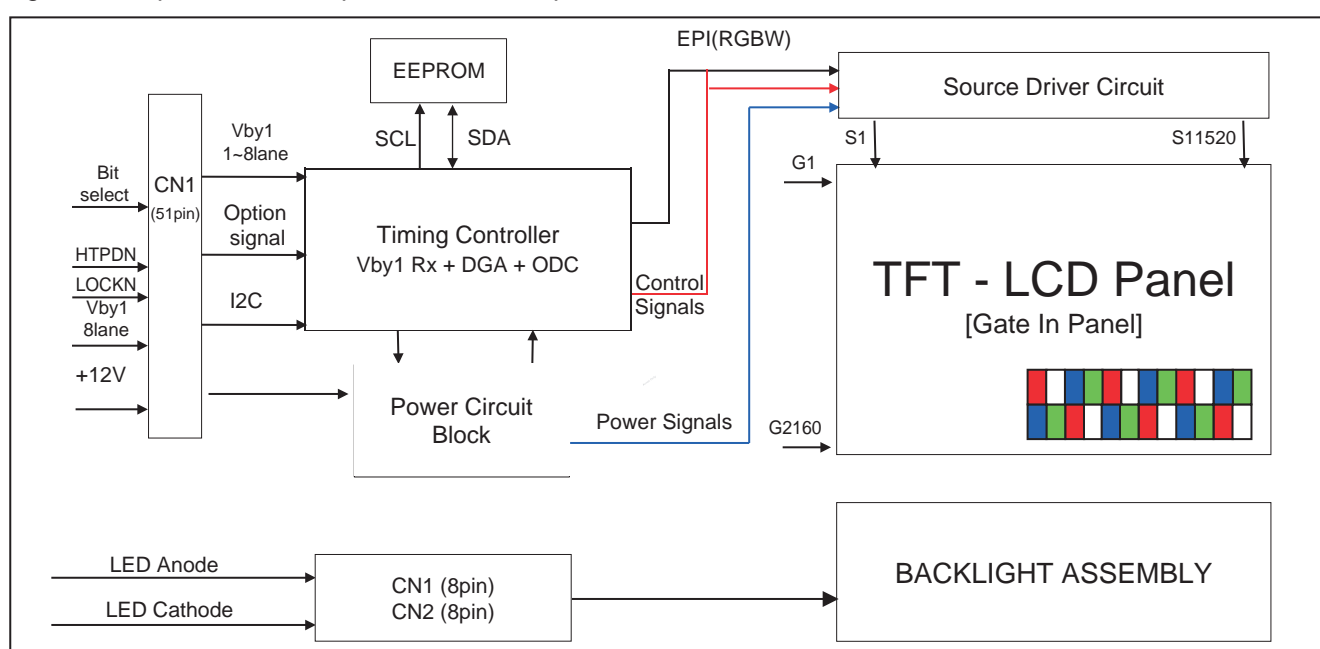 EPI(RGBW)
EEPROM
Source Driver Circuit
SCL
SDA
S1
S11520
Vby1
1~8lane
Bit
select
CN1
(51pin)
G1
Option
signal
Timing Controller
Vby1 Rx + DGA + ODC
HTPDN
LOCKN
Vby1
8lane
I2C
Control
Signals
TFT - LCD Panel
[Gate In Panel]
+12V
Power Circuit
Block
Power Signals
G2160
LED Anode
LED Cathode
CN1 (8pin)
CN2 (8pin)
BACKLIGHT ASSEMBLY